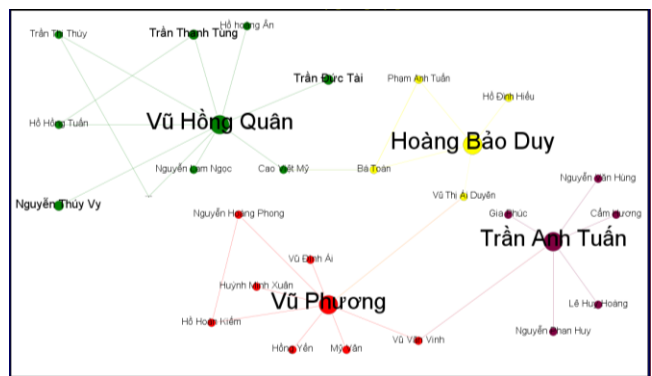 Hồ hoàng Ân
Trần Thị Thúy
Trần Thanh Tùng
Trần Đức Tài
Phạm Anh Tuấn
Hồ Đình Hiếu
Hồ Hồng Tuấn
Vũ Hồng Quân
Hoàng Bảo Duy
Nguyễn Lam Ngọc
Cao Việt Mỹ
Bá Toàn
Nguyễn Văn Hùng
Vũ Thị Ái Duyên
Nguyễn Thúy Vy
Nguyễn Hoàng Phong
Gia Phúc
Cẩm Hương
Trần Anh Tuấn
Vũ Đình Ái
Huỳnh Minh Xuân
Vũ Phương
Lê Huy Hoàng
Hồ Hoàn Kiếm
Nguyễn Phan Huy
Vũ Văn Vinh
Hồng Yến
Mỹ Vân